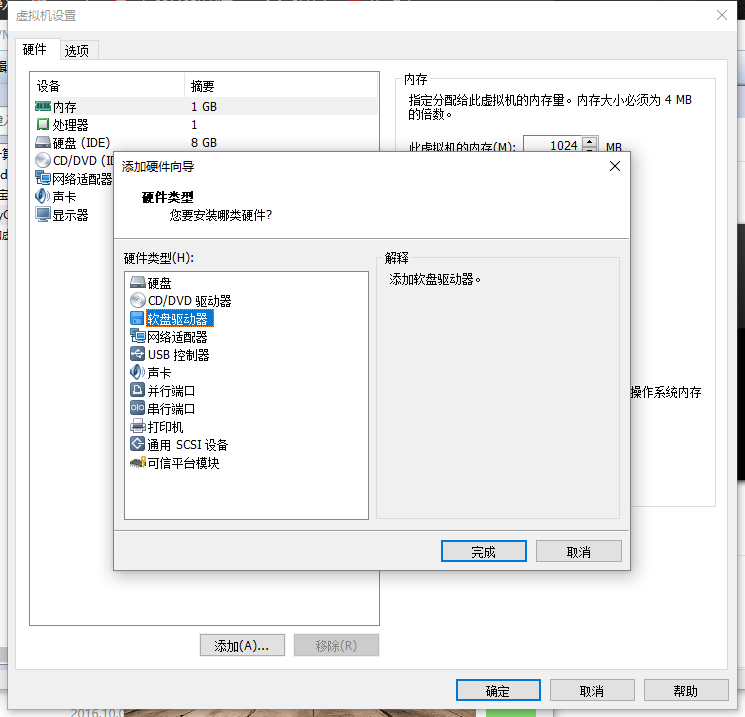 虚拟机设置
硬件 选项
设备 摘要
内存 1 GB
处理器 1
硬盘 (IDE) 8 GB
CD/DVD (I
网络适配器
声卡
显示器
内存
指定分配给此虚拟机的内存量。内存大小必须为 4 MB
的倍数。
此虚拟机的内存(M): 1024 MB
添加硬件向导
硬件类型
您要安装哪类硬件?
硬件类型(H):
硬盘
CD/DVD 驱动器
软盘驱动器
网络适配器
USB 控制器
声卡
并行端口
串行端口
打印机
通用 SCSI 设备
可信平台模块
解释
添加软盘驱动器。
操作系统内存
完成 取消
添加(A)... 移除(R)
确定 取消 帮助
2016.10.0